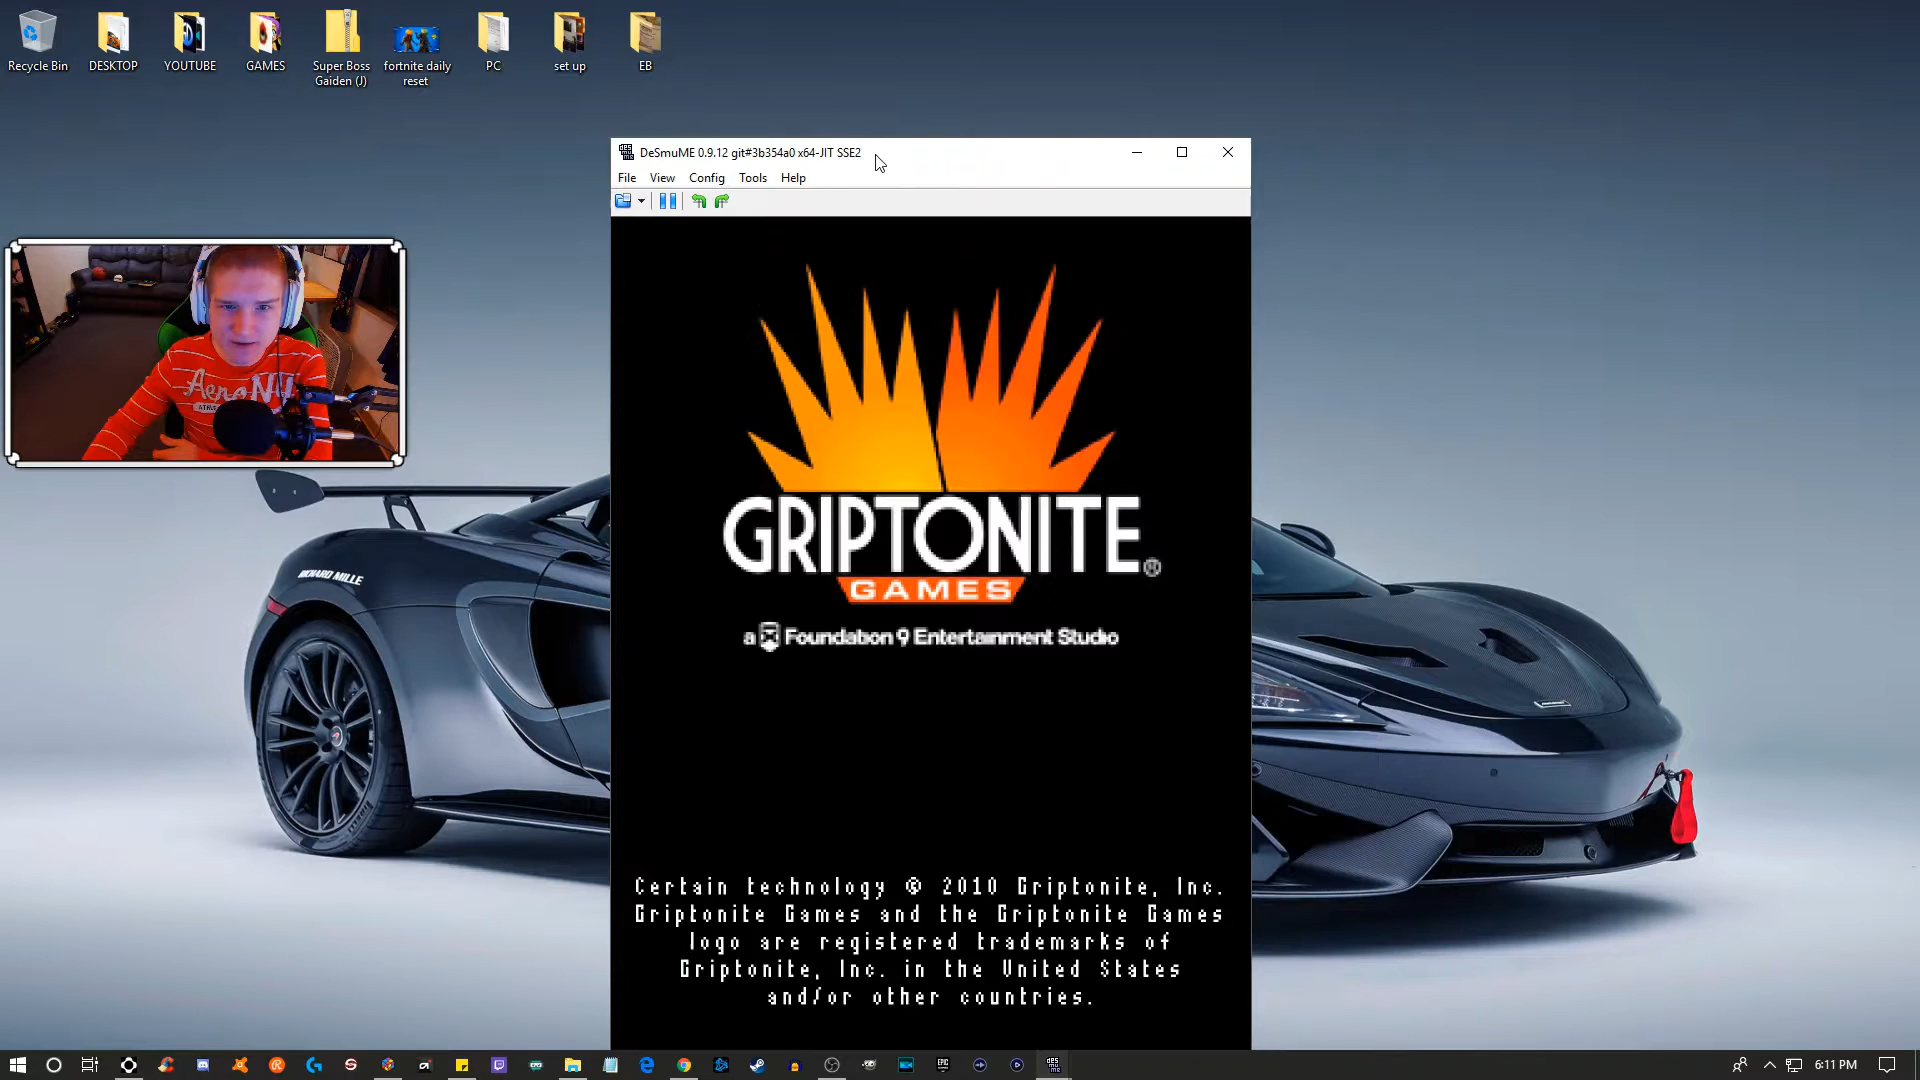 Recycle Bin
DESKTOP
YOUTUBE
GAMES
Super Boss
Gaiden (J)
fortnite daily
reset
PC
set up
EB
DeSmuME 0.9.12 git#3b354a0 x64-JIT SSE2
File View Config Tools Help
GRIPTONITE®
GAMES
a Foundation 9 Entertainment Studio
RICHARD MILLE
Certain technology © 2010 Griptonite, Inc.
Griptonite Games and the Griptonite Games
logo are registered trademarks of
Griptonite, Inc. in the United States
and/or other countries.
EPIC
6:11 PM